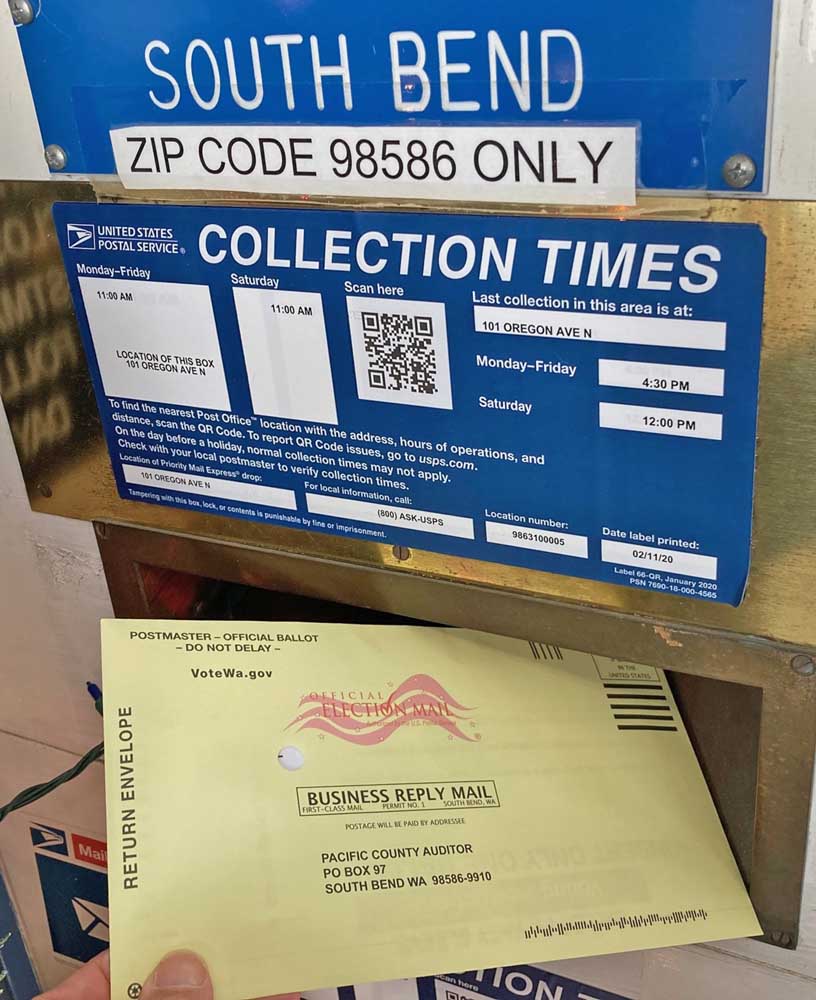 SOUTH BEND
ZIP CODE 98586 ONLY
UNITED STATES
POSTAL SERVICE®
COLLECTION TIMES
Monday–Friday
11:00 AM
LOCATION OF THIS BOX
101 OREGON AVE N
Saturday
11:00 AM
Scan here
Last collection in this area is at:
101 OREGON AVE N
Monday–Friday
4:30 PM
Saturday
12:00 PM
To find the nearest Post Office™ location with the address, hours of operations, and
distance, scan the QR Code. To report QR Code issues, go to usps.com.
On the day before a holiday, normal collection times may not apply.
Check with your local postmaster to verify collection times.
Location of Priority Mail Express® drop:
101 OREGON AVE N
For local information, call:
(800) ASK-USPS
Location number:
9863100005
Date label printed:
02/11/20
Tampering with this box, lock, or contents is punishable by fine or imprisonment.
Label 66-QR, January 2020
PSN 7690-18-000-4565
POSTMASTER – OFFICIAL BALLOT
– DO NOT DELAY –
VoteWa.gov
IN THE
UNITED STATES
OFFICIAL
ELECTION MAIL
Authorized by the U.S. Postal Service
®
RETURN ENVELOPE
BUSINESS REPLY MAIL
FIRST-CLASS MAIL PERMIT NO. 1 SOUTH BEND, WA
POSTAGE WILL BE PAID BY ADDRESSEE
PACIFIC COUNTY AUDITOR
PO BOX 97
SOUTH BEND WA 98586-9910
Mai
Scan here
TION